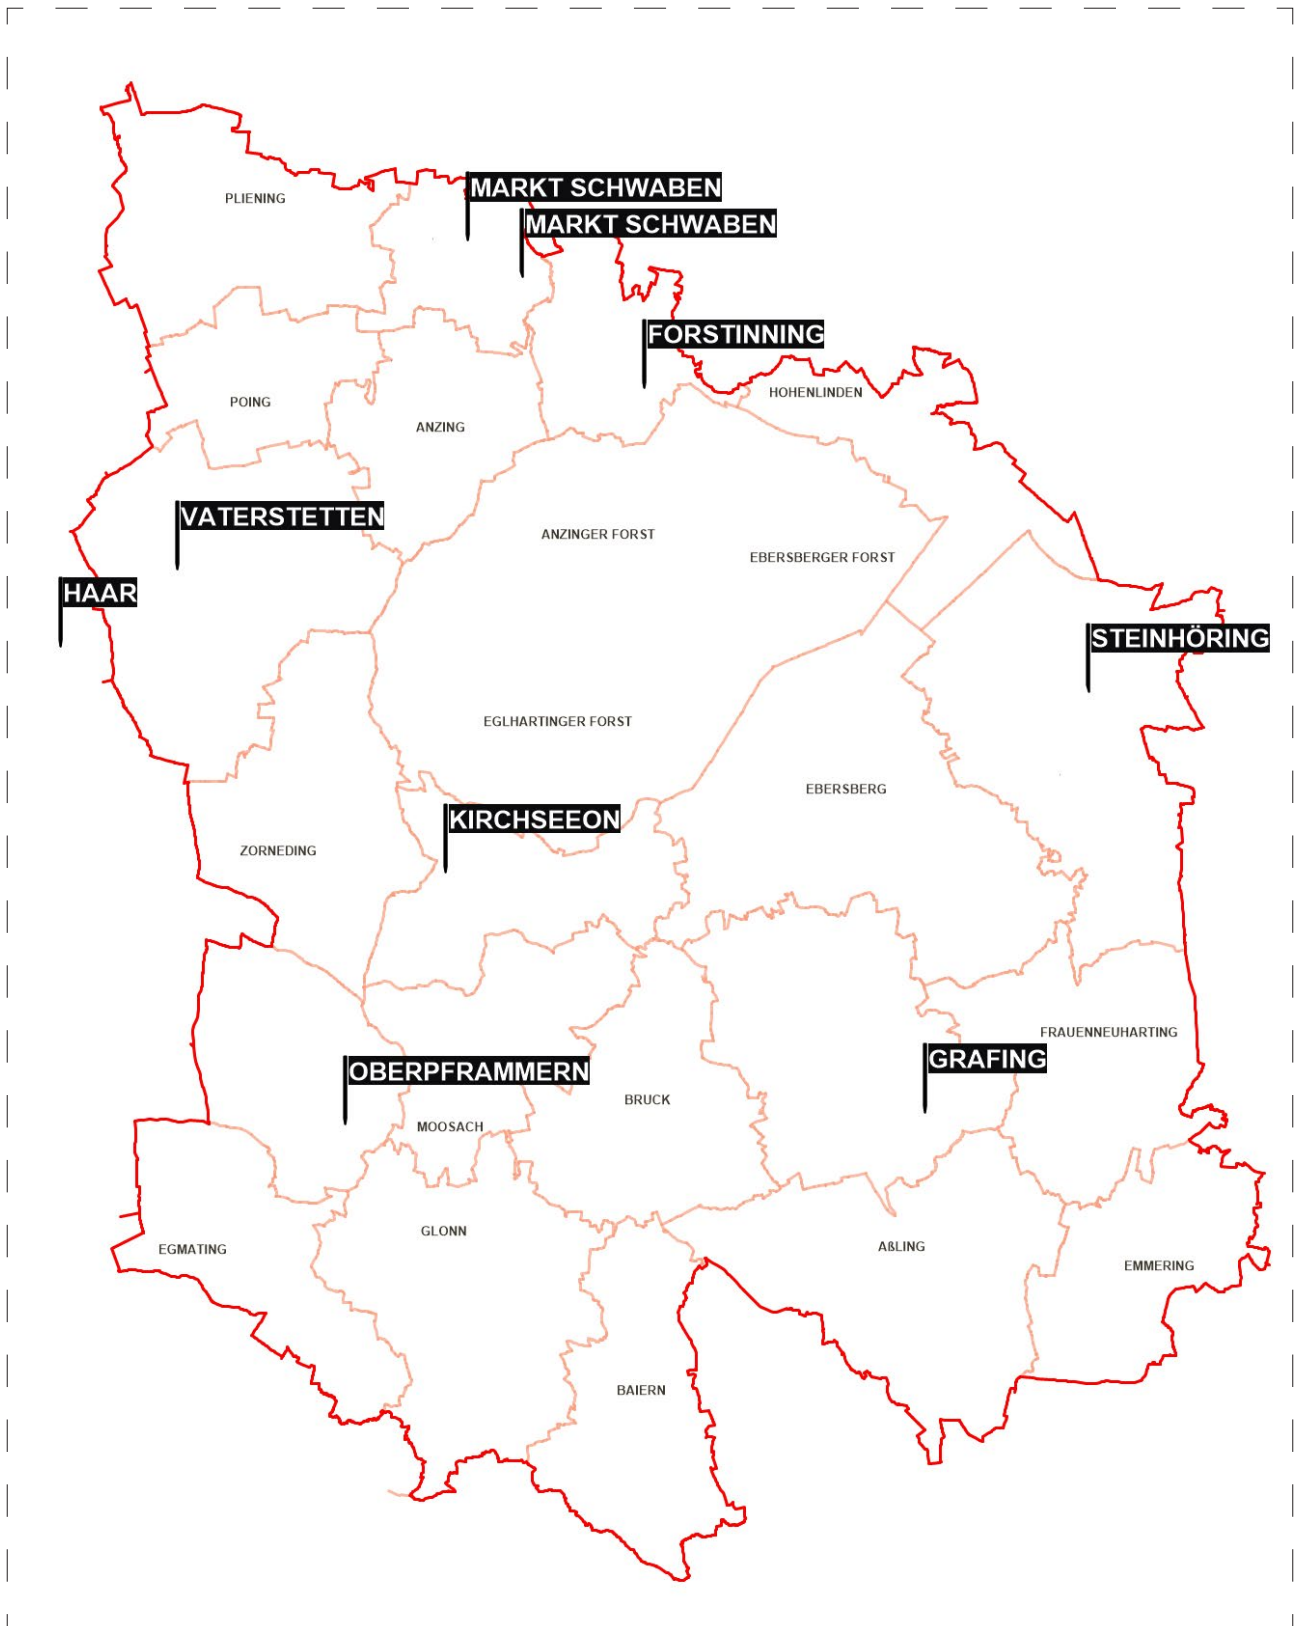 MARKT SCHWABEN
PLIENING
MARKT SCHWABEN
FORSTINNING
HOHENLINDEN
POING
ANZING
VATERSTETTEN
ANZINGER FORST
EBERSBERGER FORST
HAAR
STEINHÖRING
EGLHARTINGER FORST
EBERSBERG
KIRCHSEEON
ZORNEDING
FRAUENNEUHARTING
GRAFING
OBERPFRAMMERN
BRUCK
MOOSACH
GLONN
AßLING
EGMATING
EMMERING
BAIERN